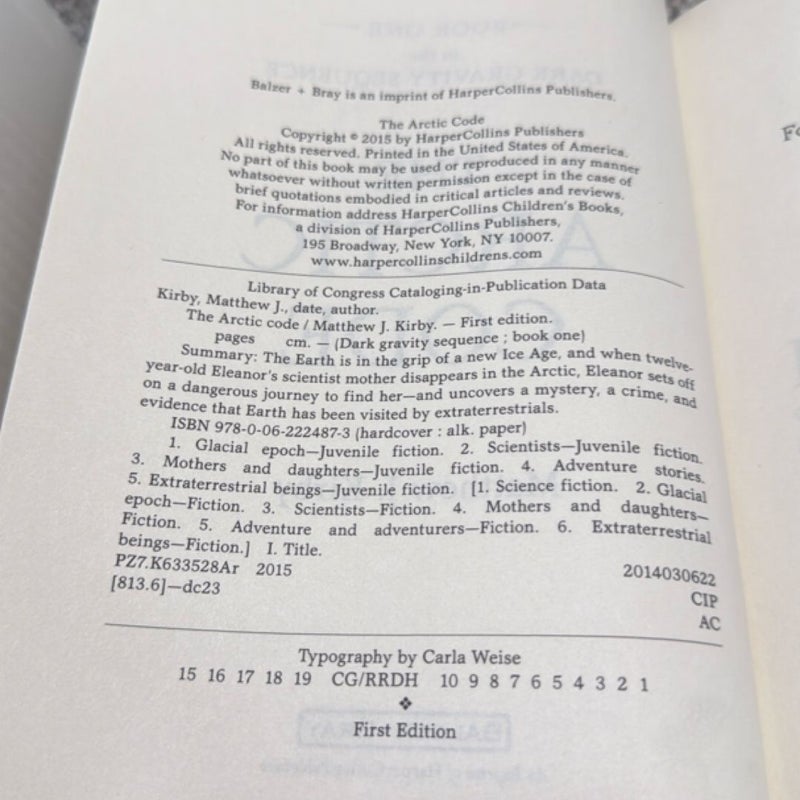 Balzer + Bray is an imprint of HarperCollins Publishers.
The Arctic Code
Copyright © 2015 by HarperCollins Publishers
All rights reserved. Printed in the United States of America.
No part of this book may be used or reproduced in any manner
whatsoever without written permission except in the case of
brief quotations embodied in critical articles and reviews.
For information address HarperCollins Children's Books,
a division of HarperCollins Publishers,
195 Broadway, New York, NY 10007.
www.harpercollinschildrens.com
Library of Congress Cataloging-in-Publication Data
Kirby, Matthew J., date, author.
The Arctic code / Matthew J. Kirby. — First edition.
pages cm. — (Dark gravity sequence ; book one)
Summary: The Earth is in the grip of a new Ice Age, and when twelve-
year-old Eleanor's scientist mother disappears in the Arctic, Eleanor sets off
on a dangerous journey to find her—and uncovers a mystery, a crime, and
evidence that Earth has been visited by extraterrestrials.
ISBN 978-0-06-222487-3 (hardcover : alk. paper)
1. Glacial epoch—Juvenile fiction. 2. Scientists—Juvenile fiction.
3. Mothers and daughters—Juvenile fiction. 4. Adventure stories.
5. Extraterrestrial beings—Juvenile fiction. [1. Science fiction. 2. Glacial
epoch—Fiction. 3. Scientists—Fiction. 4. Mothers and daughters—
Fiction. 5. Adventure and adventurers—Fiction. 6. Extraterrestrial
beings—Fiction.] I. Title.
PZ7.K633528Ar 2015 2014030622
[813.6]—dc23 CIP
AC
Typography by Carla Weise
15 16 17 18 19 CG/RRDH 10 9 8 7 6 5 4 3 2 1
❖
First Edition